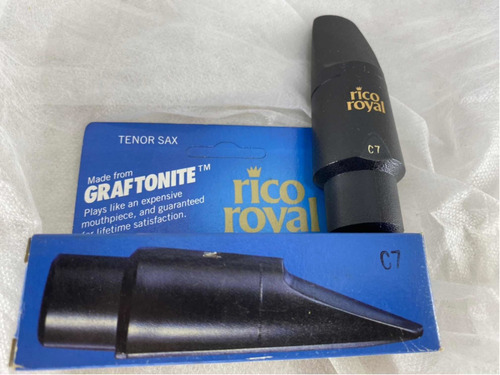 TENOR SAX
Made from
GRAFTONITE™
Plays like an expensive
mouthpiece, and guaranteed
for lifetime satisfaction.
rico
royal
rico
royal
C7
C7